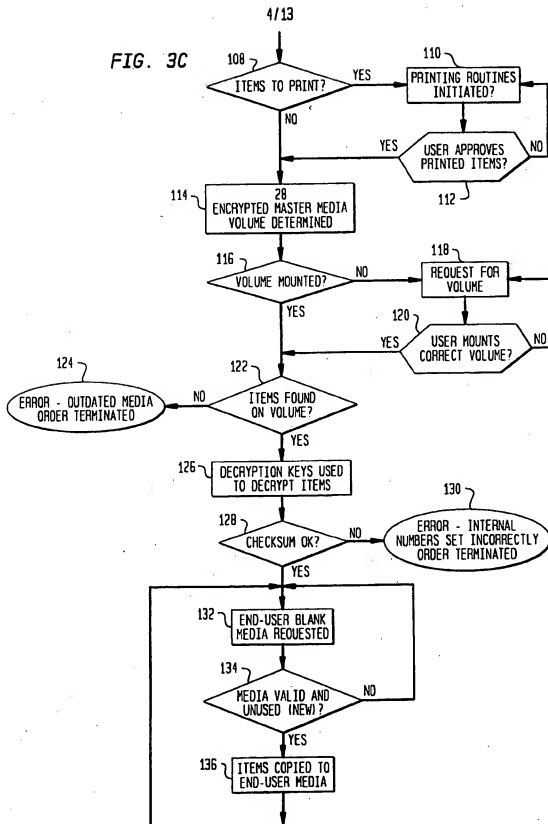 4/13
FIG. 3C
108
ITEMS TO PRINT?
YES
NO
110
PRINTING ROUTINES
INITIATED?
USER APPROVES
PRINTED ITEMS?
YES
NO
112
114
28
ENCRYPTED MASTER MEDIA
VOLUME DETERMINED
116
VOLUME MOUNTED?
NO
YES
118
REQUEST FOR
VOLUME
120
USER MOUNTS
CORRECT VOLUME?
YES
NO
122
ITEMS FOUND
ON VOLUME?
NO
YES
124
ERROR - OUTDATED MEDIA
ORDER TERMINATED
126
DECRYPTION KEYS USED
TO DECRYPT ITEMS
128
CHECKSUM OK?
NO
YES
130
ERROR - INTERNAL
NUMBERS SET INCORRECTLY
ORDER TERMINATED
132
END-USER BLANK
MEDIA REQUESTED
134
MEDIA VALID AND
UNUSED (NEW)?
NO
YES
136
ITEMS COPIED TO
END-USER MEDIA